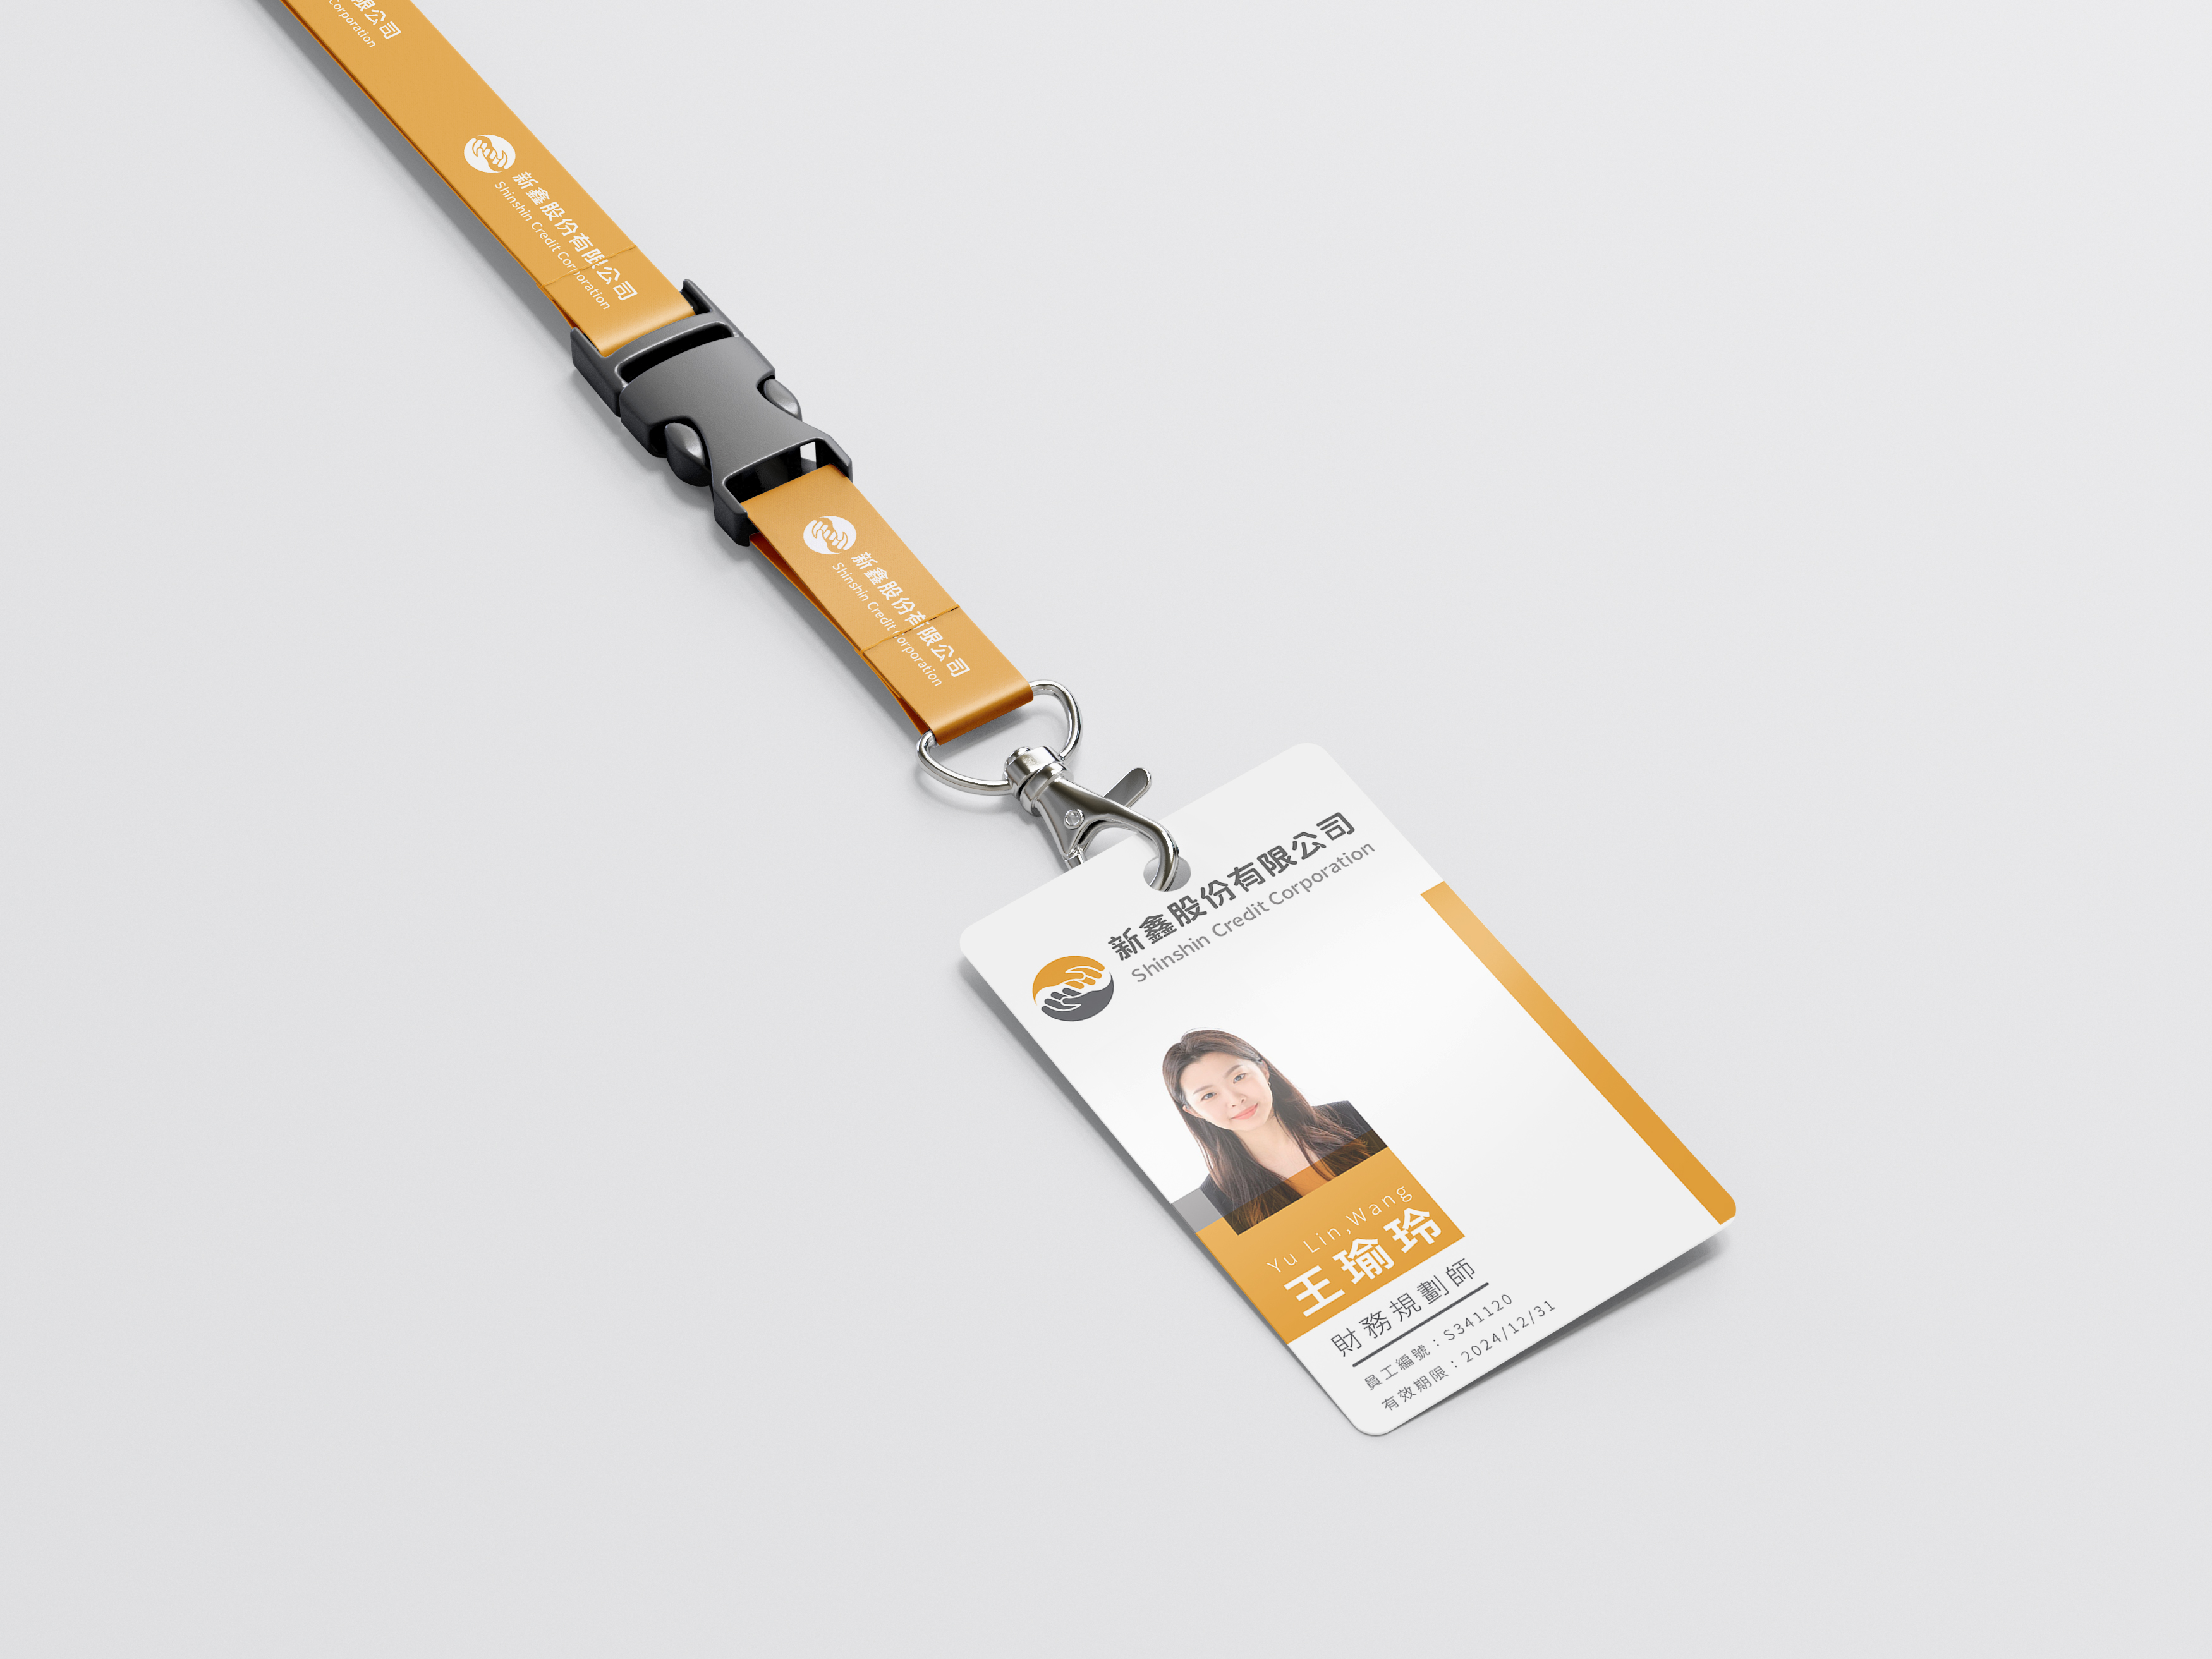 限公司
Corporation
新鑫股份有限公司
Shinshin Credit Corporation
新鑫股份有限公司
Shinshin Credit Corporation
新鑫股份有限公司
Shinshin Credit Corporation
Yu Lin,Wang
王瑜玲
財務規劃師
員工編號：S341120
有效期限：2024/12/31